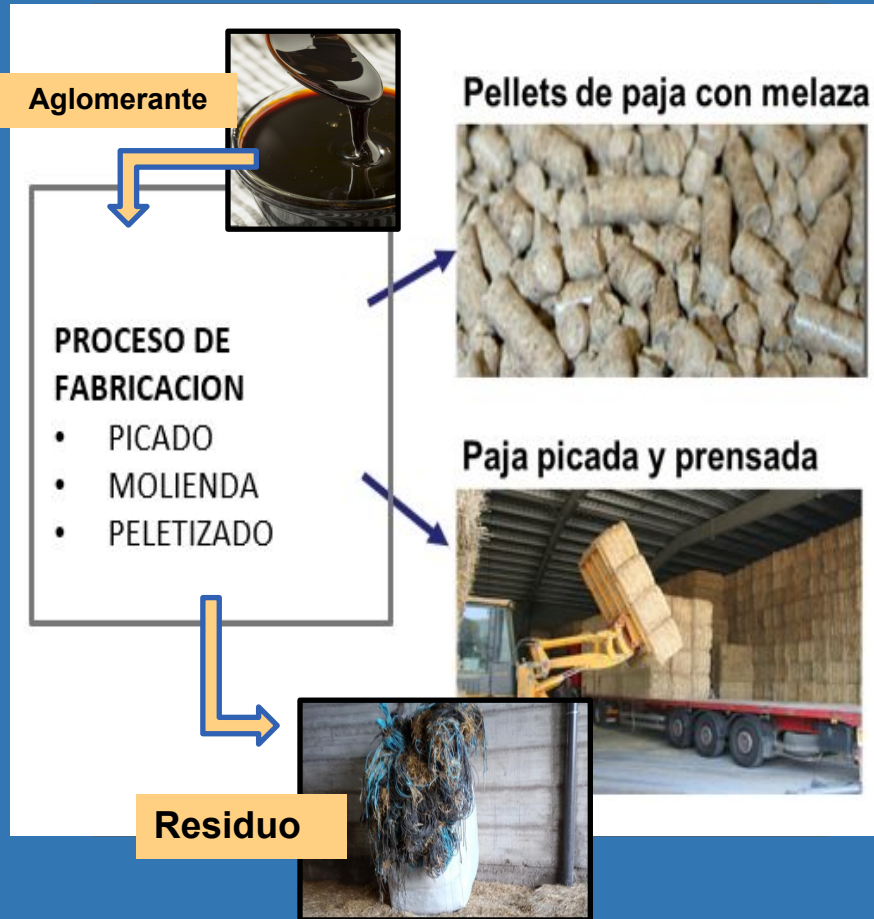 Aglomerante
Pellets de paja con melaza
PROCESO DE
FABRICACION
• PICADO
• MOLIENDA
• PELETIZADO
Paja picada y prensada
Residuo